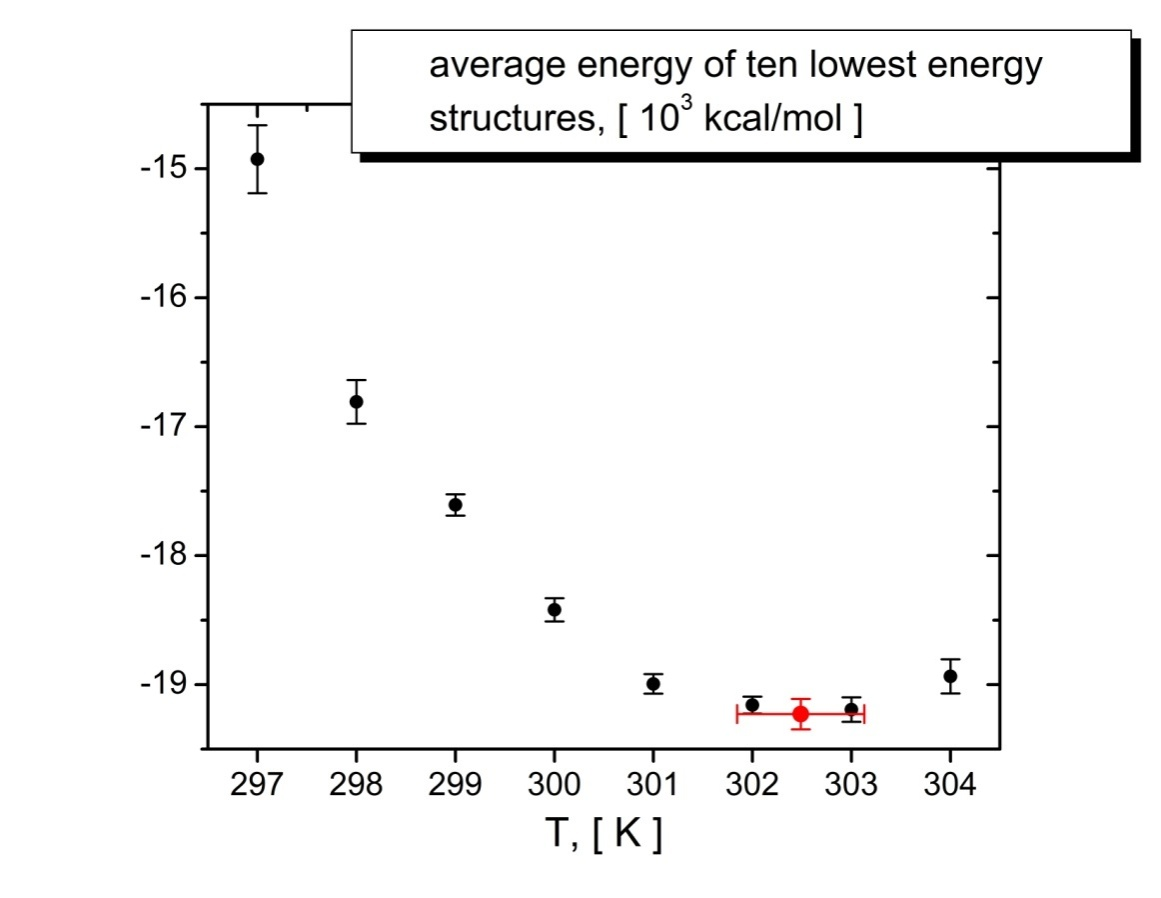 average energy of ten lowest energy
structures, [ 10³ kcal/mol ]
-15
-16
-17
-18
-19
297 298 299 300 301 302 303 304
T, [ K ]